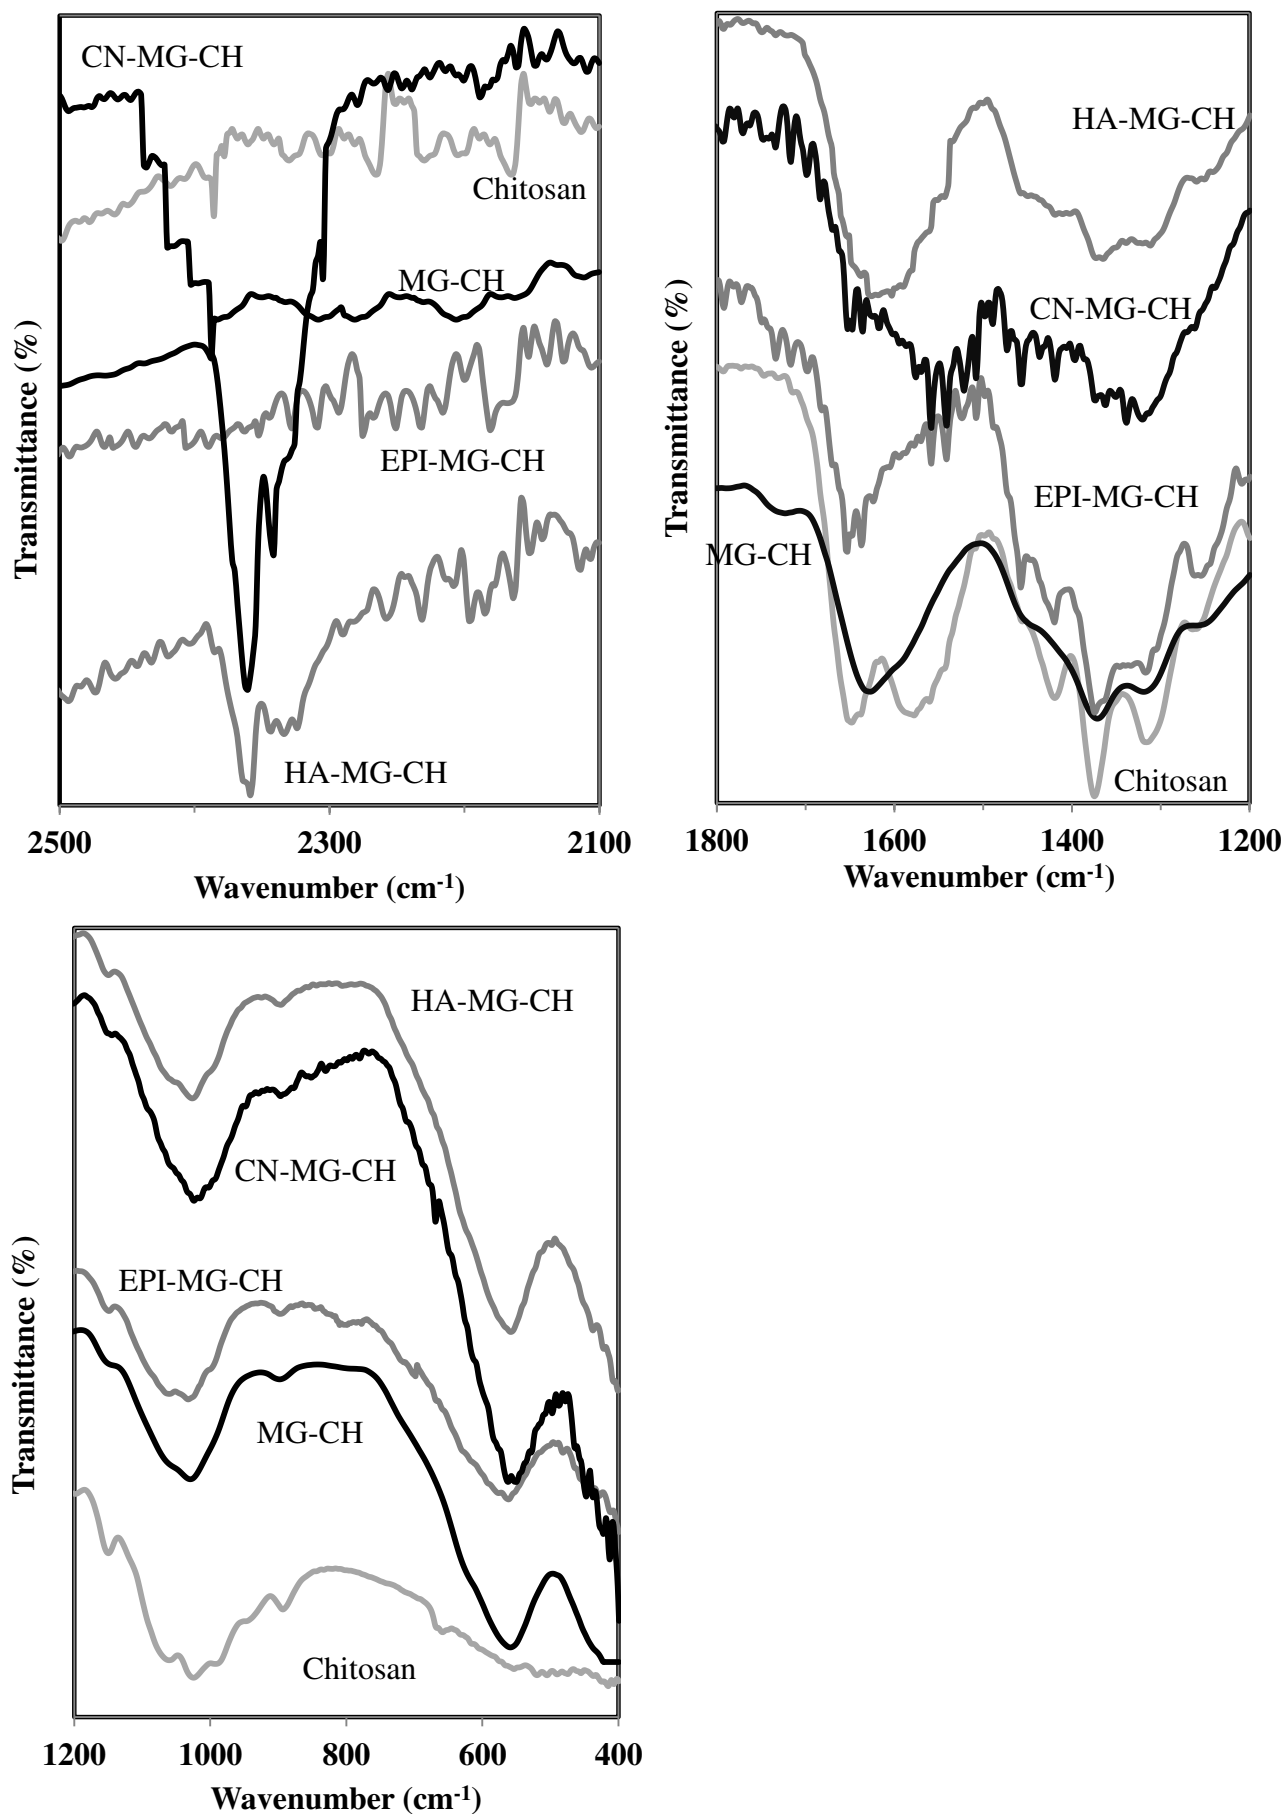 CN-MG-CH
Chitosan
MG-CH
EPI-MG-CH
HA-MG-CH
Transmittance (%)
2500 2300 2100
Wavenumber (cm-1)
HA-MG-CH
CN-MG-CH
EPI-MG-CH
MG-CH
Chitosan
Transmittance (%)
1800 1600 1400 1200
Wavenumber (cm-1)
HA-MG-CH
CN-MG-CH
EPI-MG-CH
MG-CH
Chitosan
Transmittance (%)
1200 1000 800 600 400
Wavenumber (cm-1)